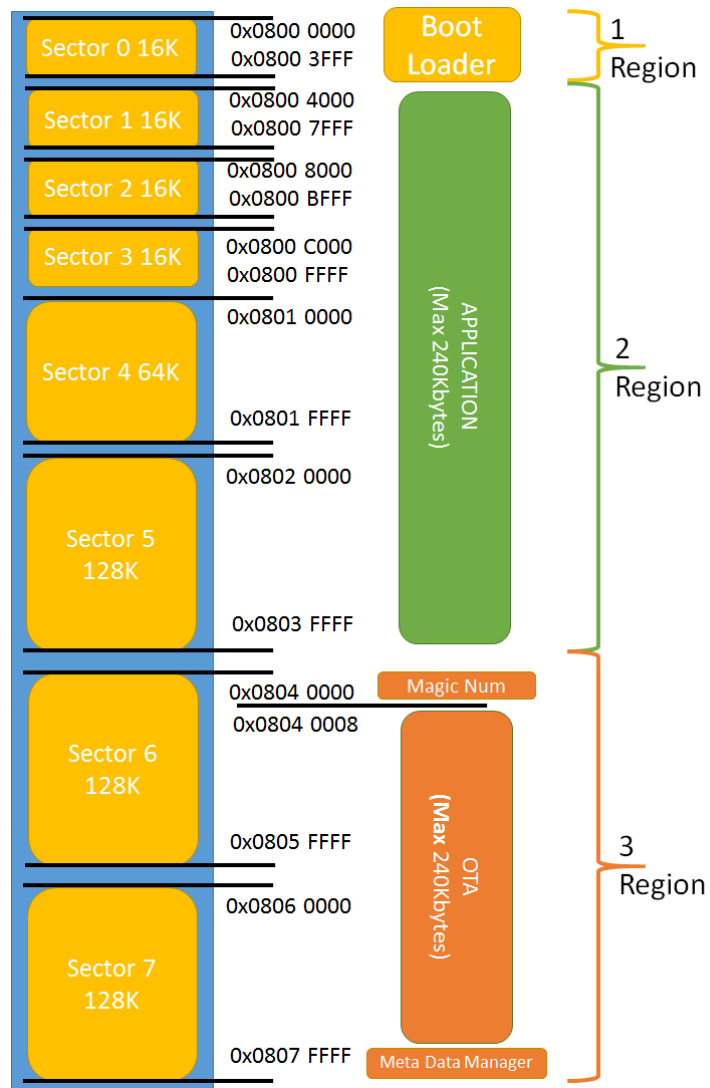 Sector 0 16K
0x0800 0000
0x0800 3FFF
Boot
Loader
1
Region
Sector 1 16K
0x0800 4000
0x0800 7FFF
Sector 2 16K
0x0800 8000
0x0800 BFFF
Sector 3 16K
0x0800 C000
0x0800 FFFF
Sector 4 64K
0x0801 0000
0x0801 FFFF
APPLICATION
(Max 240Kbytes)
2
Region
Sector 5
128K
0x0802 0000
0x0803 FFFF
Magic Num
Sector 6
128K
0x0804 0000
0x0804 0008
0x0805 FFFF
OTA
(Max 240Kbytes)
3
Region
Sector 7
128K
0x0806 0000
0x0807 FFFF
Meta Data Manager